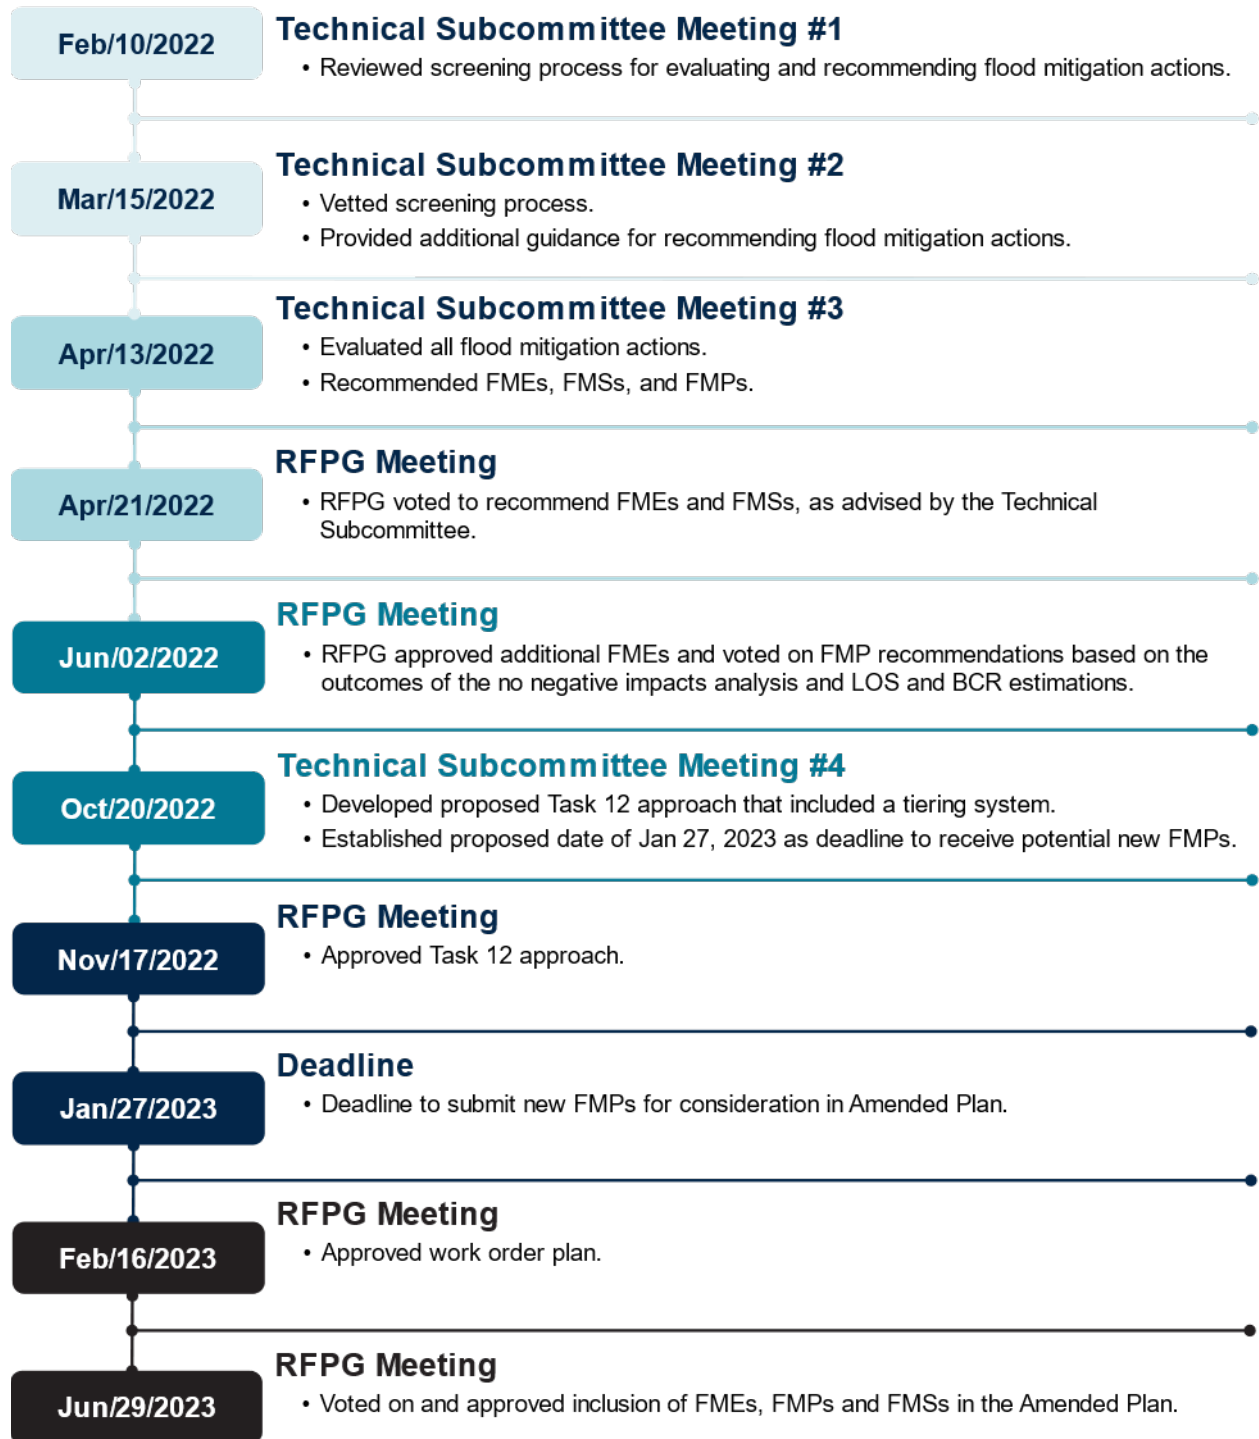 Feb/10/2022
Technical Subcommittee Meeting #1
• Reviewed screening process for evaluating and recommending flood mitigation actions.
Mar/15/2022
Technical Subcommittee Meeting #2
• Vetted screening process.
• Provided additional guidance for recommending flood mitigation actions.
Apr/13/2022
Technical Subcommittee Meeting #3
• Evaluated all flood mitigation actions.
• Recommended FMEs, FMSs, and FMPs.
Apr/21/2022
RFPG Meeting
• RFPG voted to recommend FMEs and FMSs, as advised by the Technical
Subcommittee.
Jun/02/2022
RFPG Meeting
• RFPG approved additional FMEs and voted on FMP recommendations based on the
outcomes of the no negative impacts analysis and LOS and BCR estimations.
Oct/20/2022
Technical Subcommittee Meeting #4
• Developed proposed Task 12 approach that included a tiering system.
• Established proposed date of Jan 27, 2023 as deadline to receive potential new FMPs.
Nov/17/2022
RFPG Meeting
• Approved Task 12 approach.
Jan/27/2023
Deadline
• Deadline to submit new FMPs for consideration in Amended Plan.
Feb/16/2023
RFPG Meeting
• Approved work order plan.
Jun/29/2023
RFPG Meeting
• Voted on and approved inclusion of FMEs, FMPs and FMSs in the Amended Plan.